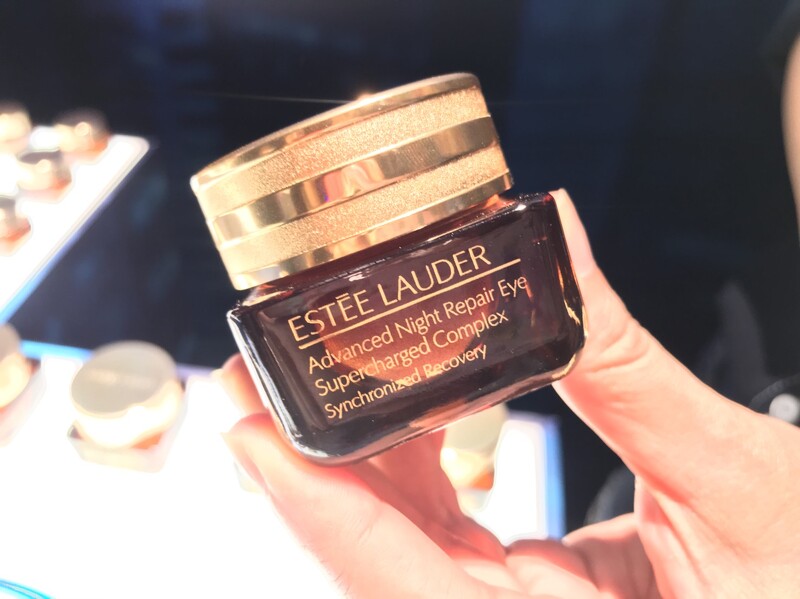 ESTĒE LAUDER
Advanced Night Repair Eye
Supercharged Complex
Synchronized Recovery